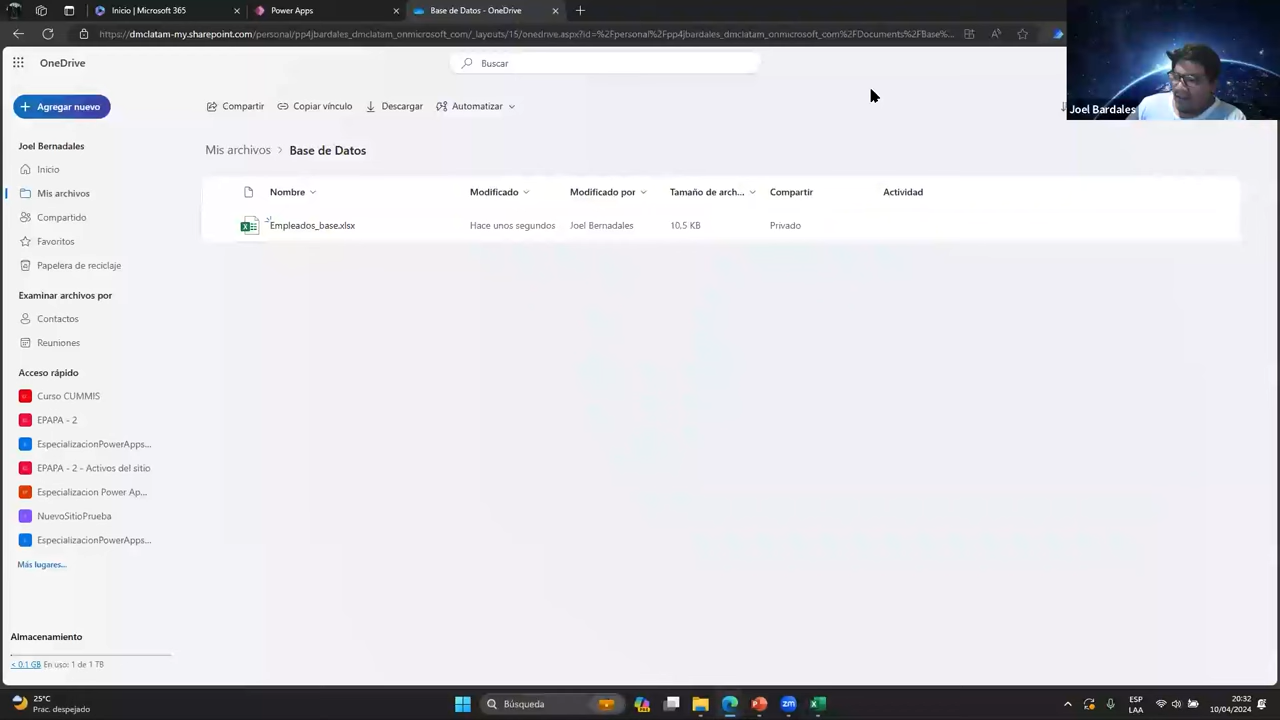 Inicio | Microsoft 365
Power Apps
Base de Datos - OneDrive
https://dmclatam-my.sharepoint.com/personal/pp4jbardales_dmclatam_onmicrosoft_com/_layouts/15/onedrive.aspx?id=%2Fpersonal%2Fpp4jbardales_dmclatam_onmicrosoft_com%2FDocuments%2FBase%...
OneDrive
Buscar
Joel Bardales
Agregar nuevo
Compartir
Copiar vínculo
Descargar
Automatizar
Joel Bernadales
Inicio
Mis archivos
Compartido
Favoritos
Papelera de reciclaje
Examinar archivos por
Contactos
Reuniones
Acceso rápido
Curso CUMMIS
EPAPA - 2
EspecializacionPowerApps...
EPAPA - 2 - Activos del sitio
Especializacion Power Ap...
NuevoSitioPrueba
EspecializacionPowerApps...
Más lugares...
Almacenamiento
< 0.1 GB En uso: 1 de 1 TB
Mis archivos > Base de Datos
Nombre Modificado Modificado por Tamaño de arch... Compartir Actividad
Empleados_base.xlsx Hace unos segundos Joel Bernadales 10,5 KB Privado
25°C
Prac. despejado
Búsqueda
ESP
LAA
20:32
10/04/2024